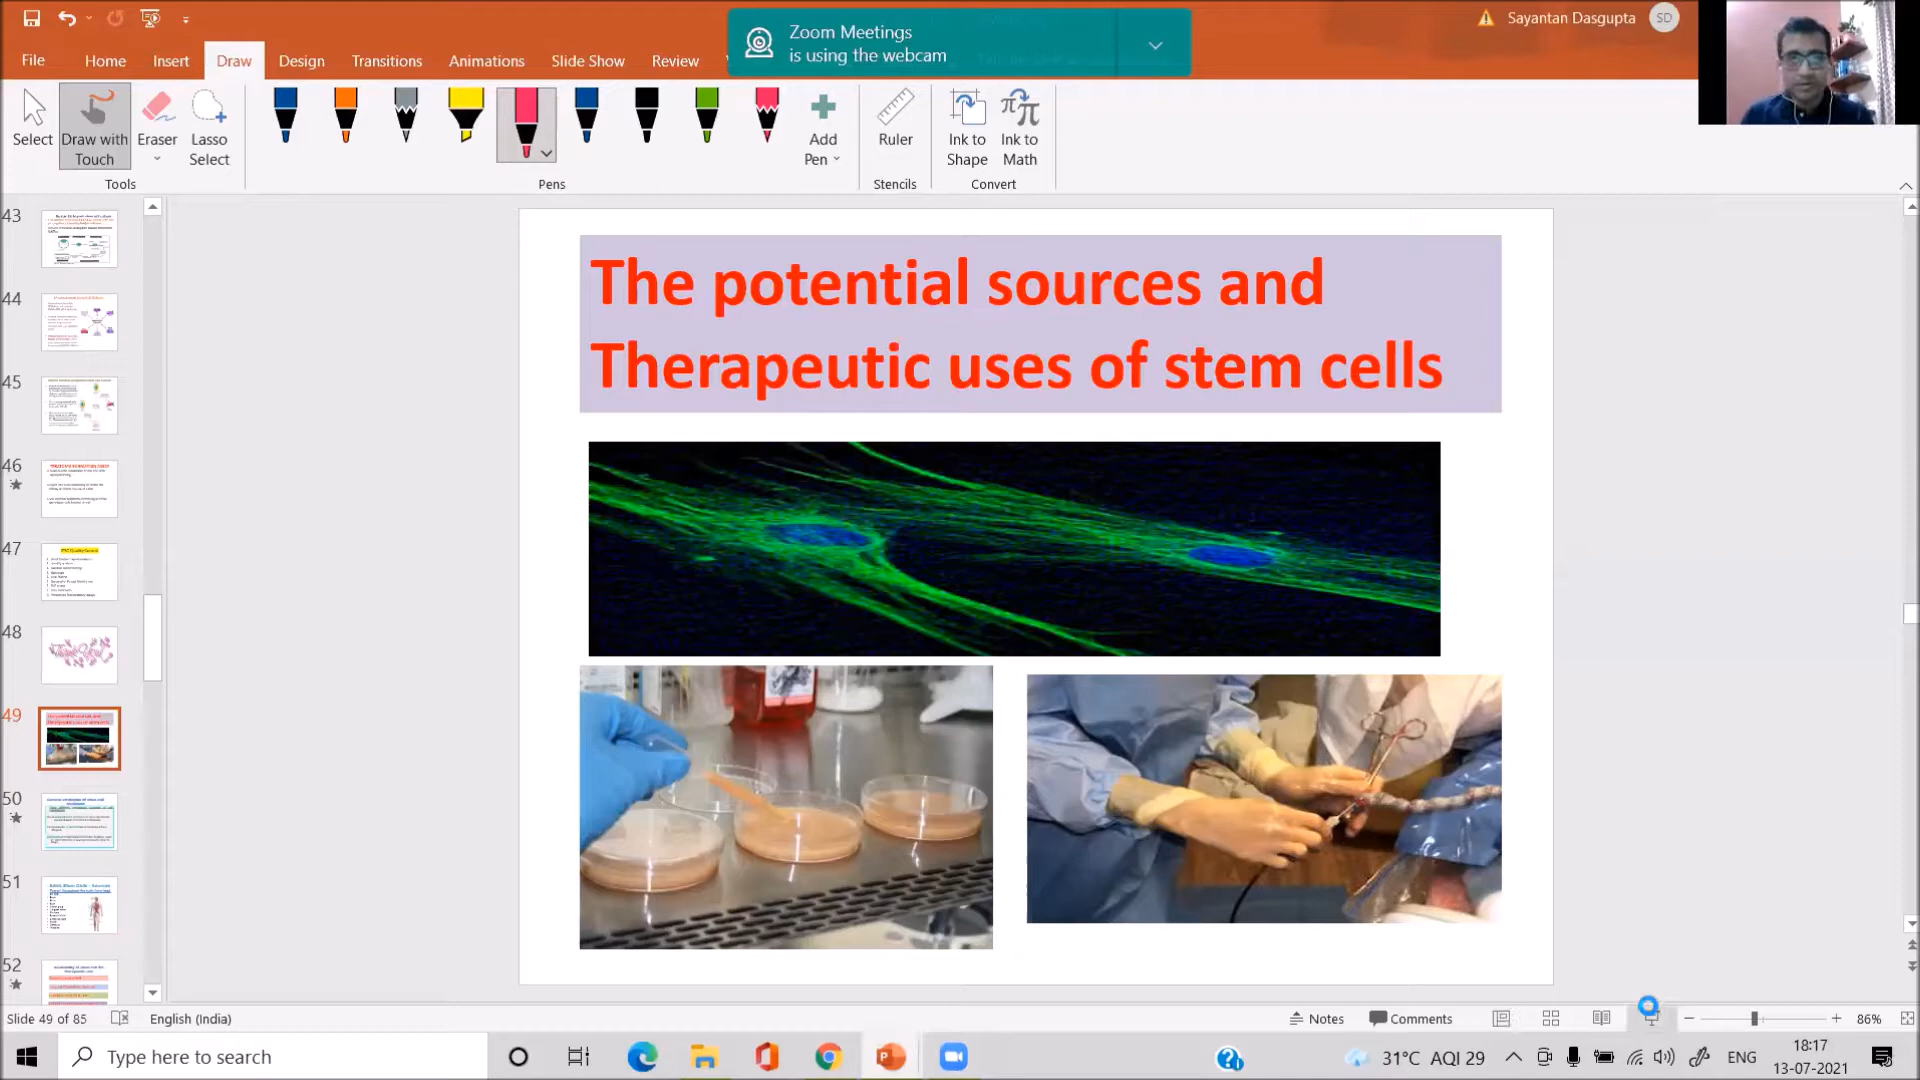 Sayantan Dasgupta
SD
Zoom Meetings
is using the webcam
File
Home
Insert
Draw
Design
Transitions
Animations
Slide Show
Review
Select
Draw with
Touch
Eraser
Lasso
Select
Add
Pen
Ruler
Ink to
Shape
Ink to
Math
Tools
Pens
Stencils
Convert
43
44
45
46
47
48
49
50
51
52
The potential sources and
Therapeutic uses of stem cells
Slide 49 of 85
English (India)
Notes
Comments
86%
Type here to search
31°C AQI 29
ENG
18:17
13-07-2021